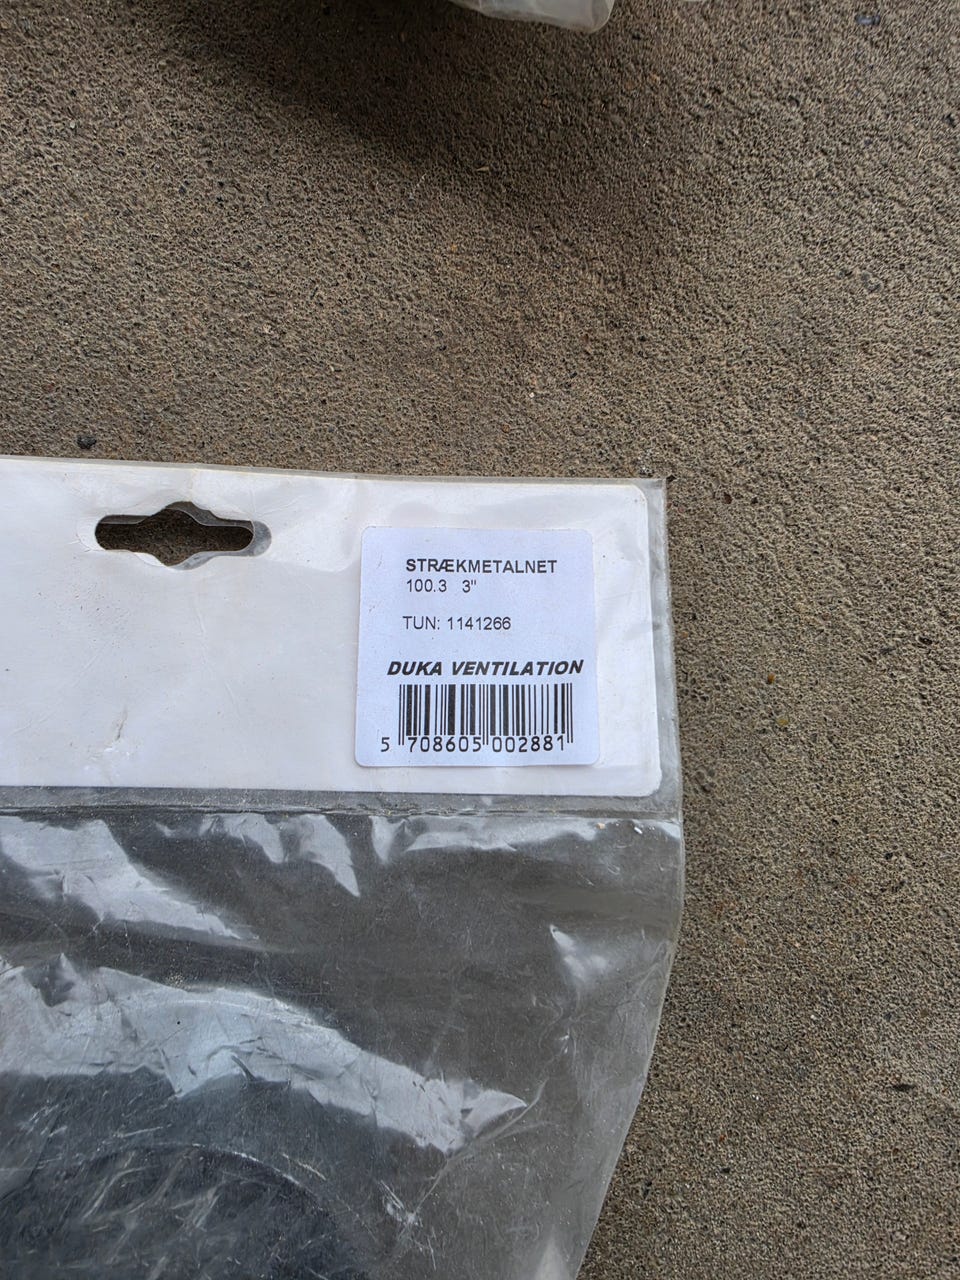 STRÆKMETALNET
100.3 3"
TUN: 1141266
DUKA VENTILATION
5 708605 002881